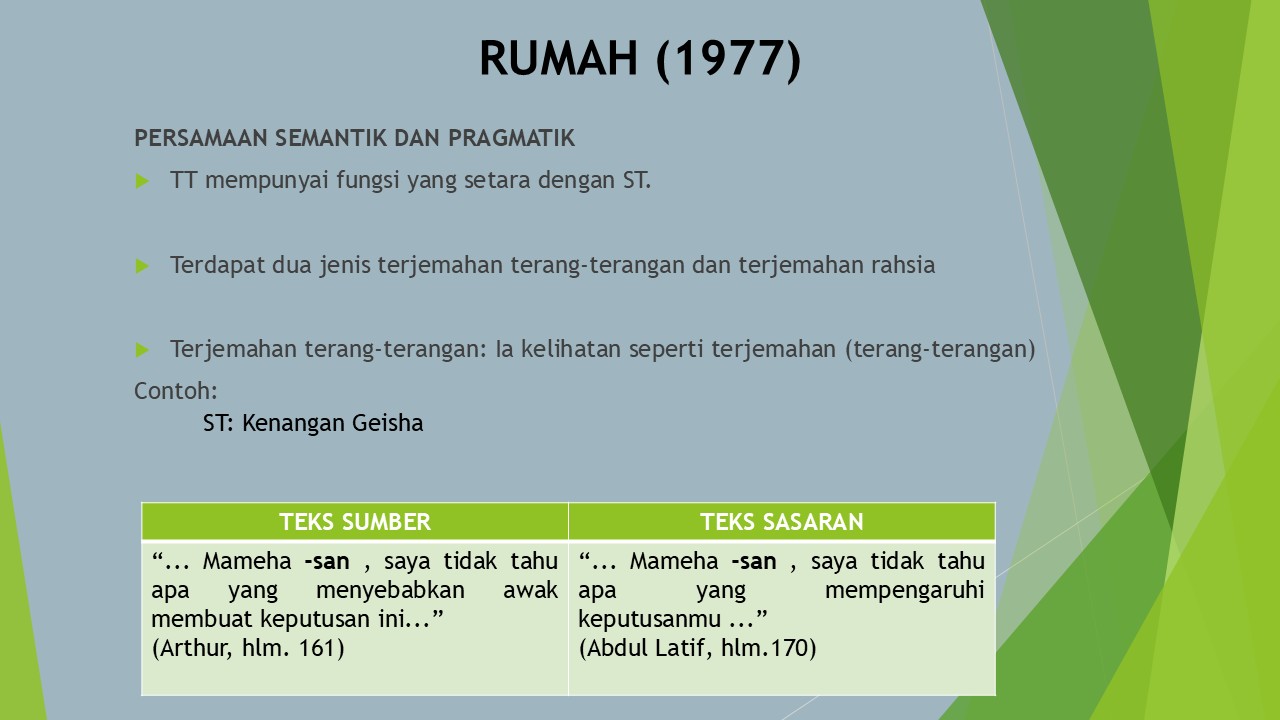 RUMAH (1977)
PERSAMAAN SEMANTIK DAN PRAGMATIK
TT mempunyai fungsi yang setara dengan ST.
Terdapat dua jenis terjemahan terang-terangan dan terjemahan rahsia
Terjemahan terang-terangan: Ia kelihatan seperti terjemahan (terang-terangan)
Contoh:
ST: Kenangan Geisha
TEKS SUMBER
“... Mameha -san , saya tidak tahu
apa yang menyebabkan awak
membuat keputusan ini...”
(Arthur, hlm. 161)
TEKS SASARAN
“... Mameha -san , saya tidak tahu
apa yang mempengaruhi
keputusanmu ...”
(Abdul Latif, hlm.170)